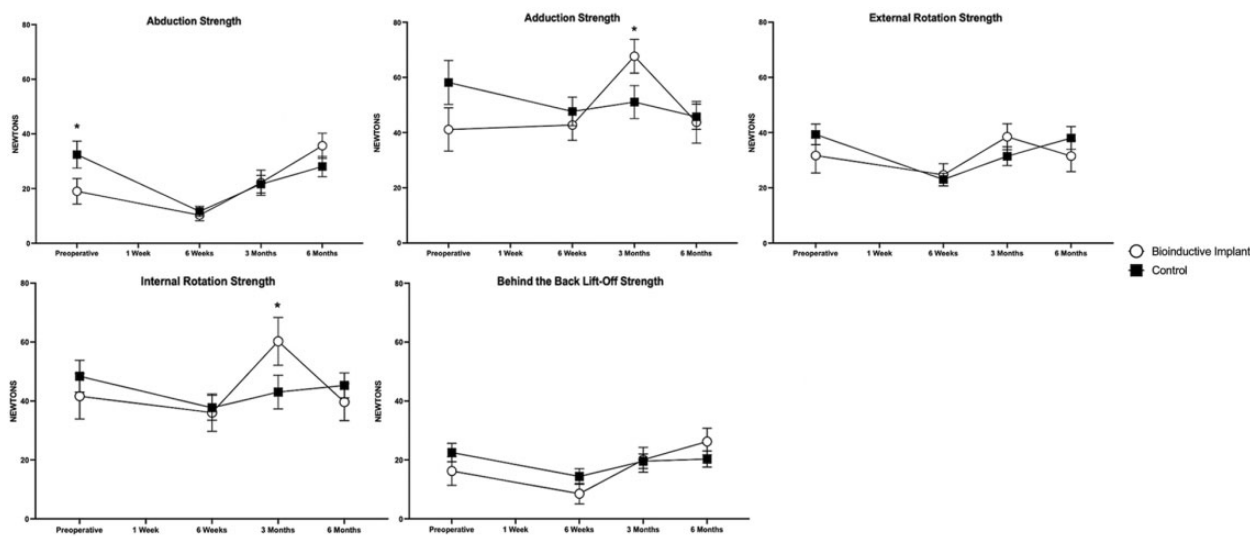 Abduction Strength
80
60
40
20
0
NEWTONS
*
Preoperative 1 Week 6 Weeks 3 Months 6 Months
Adduction Strength
80
60
40
20
0
NEWTONS
*
Preoperative 1 Week 6 Weeks 3 Months 6 Months
External Rotation Strength
80
60
40
20
0
NEWTONS
Preoperative 1 Week 6 Weeks 3 Months 6 Months
Bioinductive Implant
Control
Internal Rotation Strength
80
60
40
20
0
NEWTONS
*
Preoperative 1 Week 6 Weeks 3 Months 6 Months
Behind the Back Lift-Off Strength
80
60
40
20
0
NEWTONS
Preoperative 1 Week 6 Weeks 3 Months 6 Months